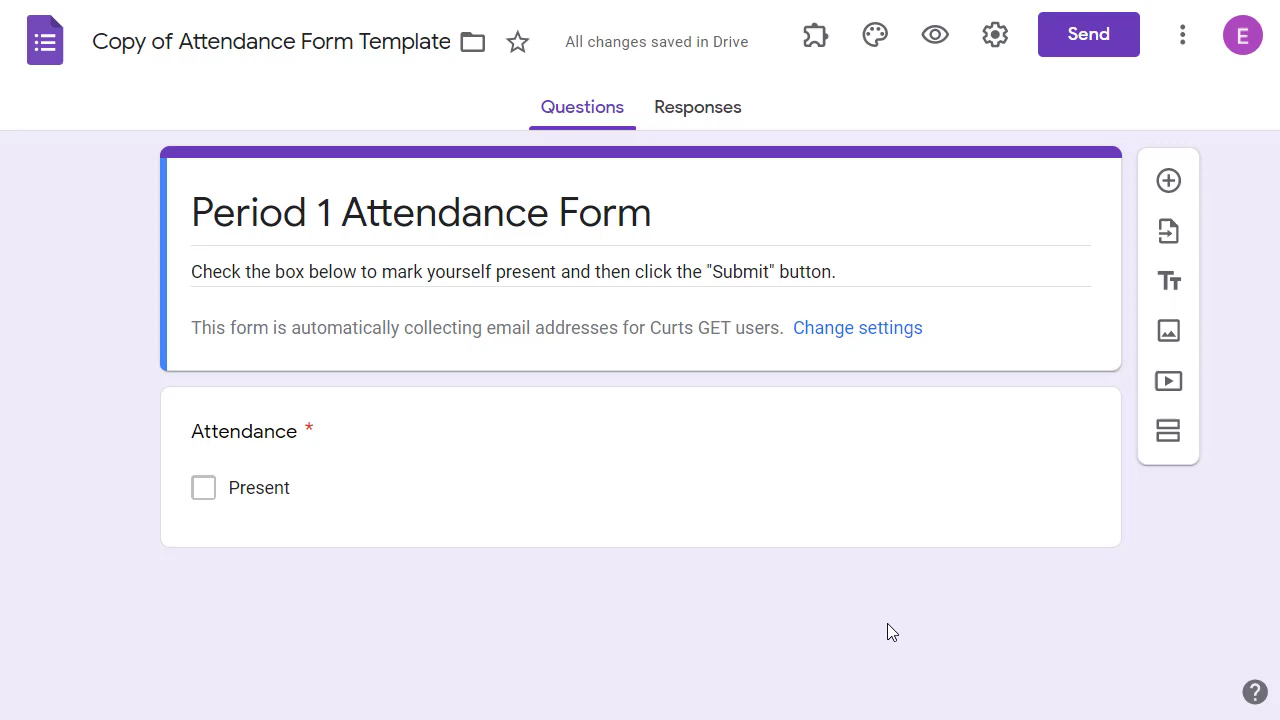 Copy of Attendance Form Template
All changes saved in Drive
Send
E
Questions
Responses
Period 1 Attendance Form
Check the box below to mark yourself present and then click the "Submit" button.
This form is automatically collecting email addresses for Curts GET users. Change settings
Tт
Attendance *
Present
?